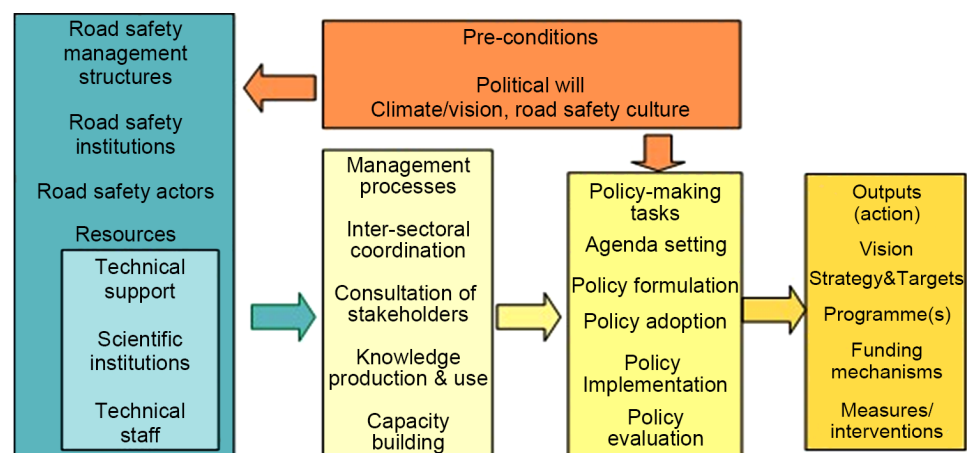 Road safety
management
structures
Road safety
institutions
Road safety actors
Resources
Technical
support
Scientific
institutions
Technical
staff
Pre-conditions
Political will
Climate/vision, road safety culture
Management
processes
Inter-sectoral
coordination
Consultation of
stakeholders
Knowledge
production & use
Capacity
building
Policy-making
tasks
Agenda setting
Policy formulation
Policy adoption
Policy
Implementation
Policy
evaluation
Outputs
(action)
Vision
Strategy&Targets
Programme(s)
Funding
mechanisms
Measures/
interventions